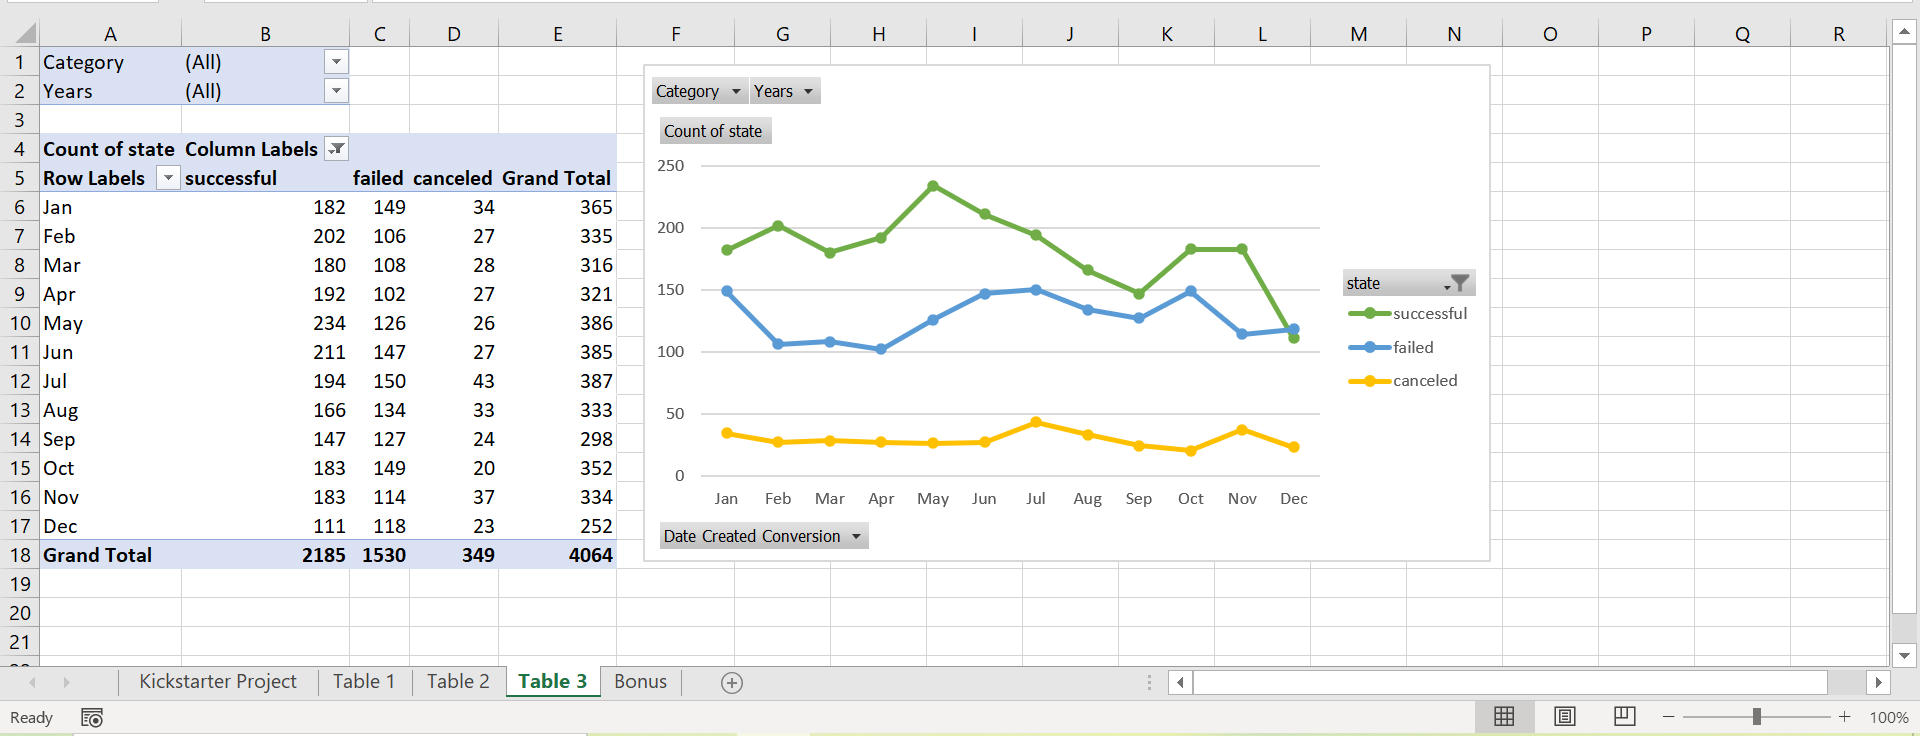 A B C D E F G H I J K L M N O P Q R
1 Category (All)
2 Years (All)
3
4 Count of state Column Labels
5 Row Labels successful failed canceled Grand Total
6 Jan 182 149 34 365
7 Feb 202 106 27 335
8 Mar 180 108 28 316
9 Apr 192 102 27 321
10 May 234 126 26 386
11 Jun 211 147 27 385
12 Jul 194 150 43 387
13 Aug 166 134 33 333
14 Sep 147 127 24 298
15 Oct 183 149 20 352
16 Nov 183 114 37 334
17 Dec 111 118 23 252
18 Grand Total 2185 1530 349 4064
19
20
21
Category Years
Count of state
250
200
150
100
50
0
Jan Feb Mar Apr May Jun Jul Aug Sep Oct Nov Dec
state
successful
failed
canceled
Date Created Conversion
Kickstarter Project Table 1 Table 2 Table 3 Bonus
Ready 100%